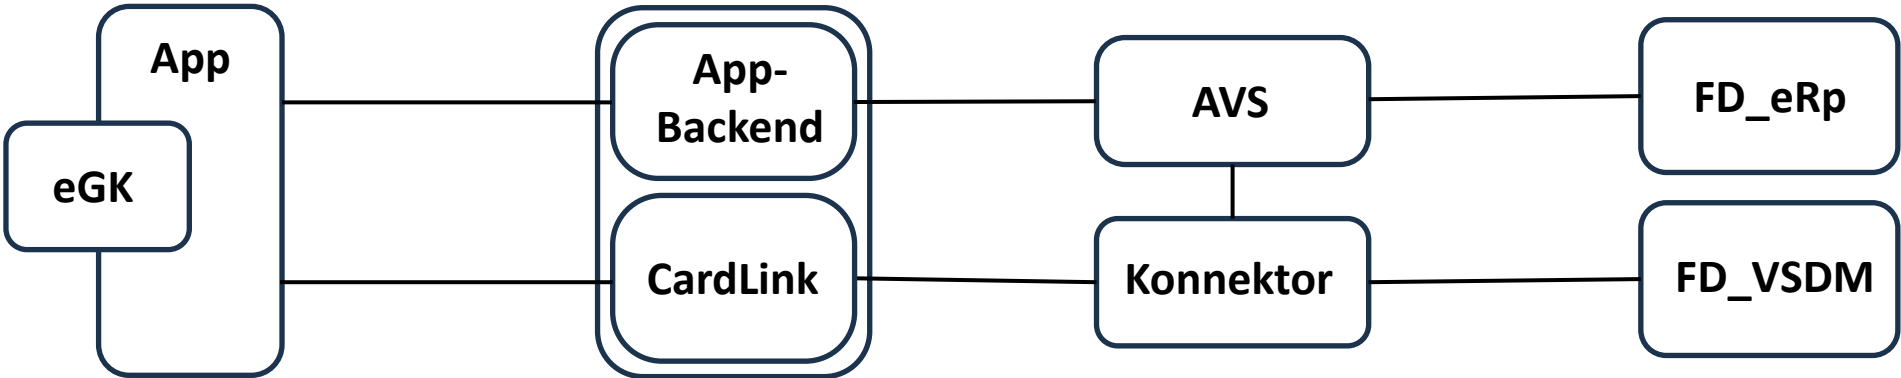 App
eGK
App-
Backend
CardLink
AVS
Konnektor
FD_eRp
FD_VSDM